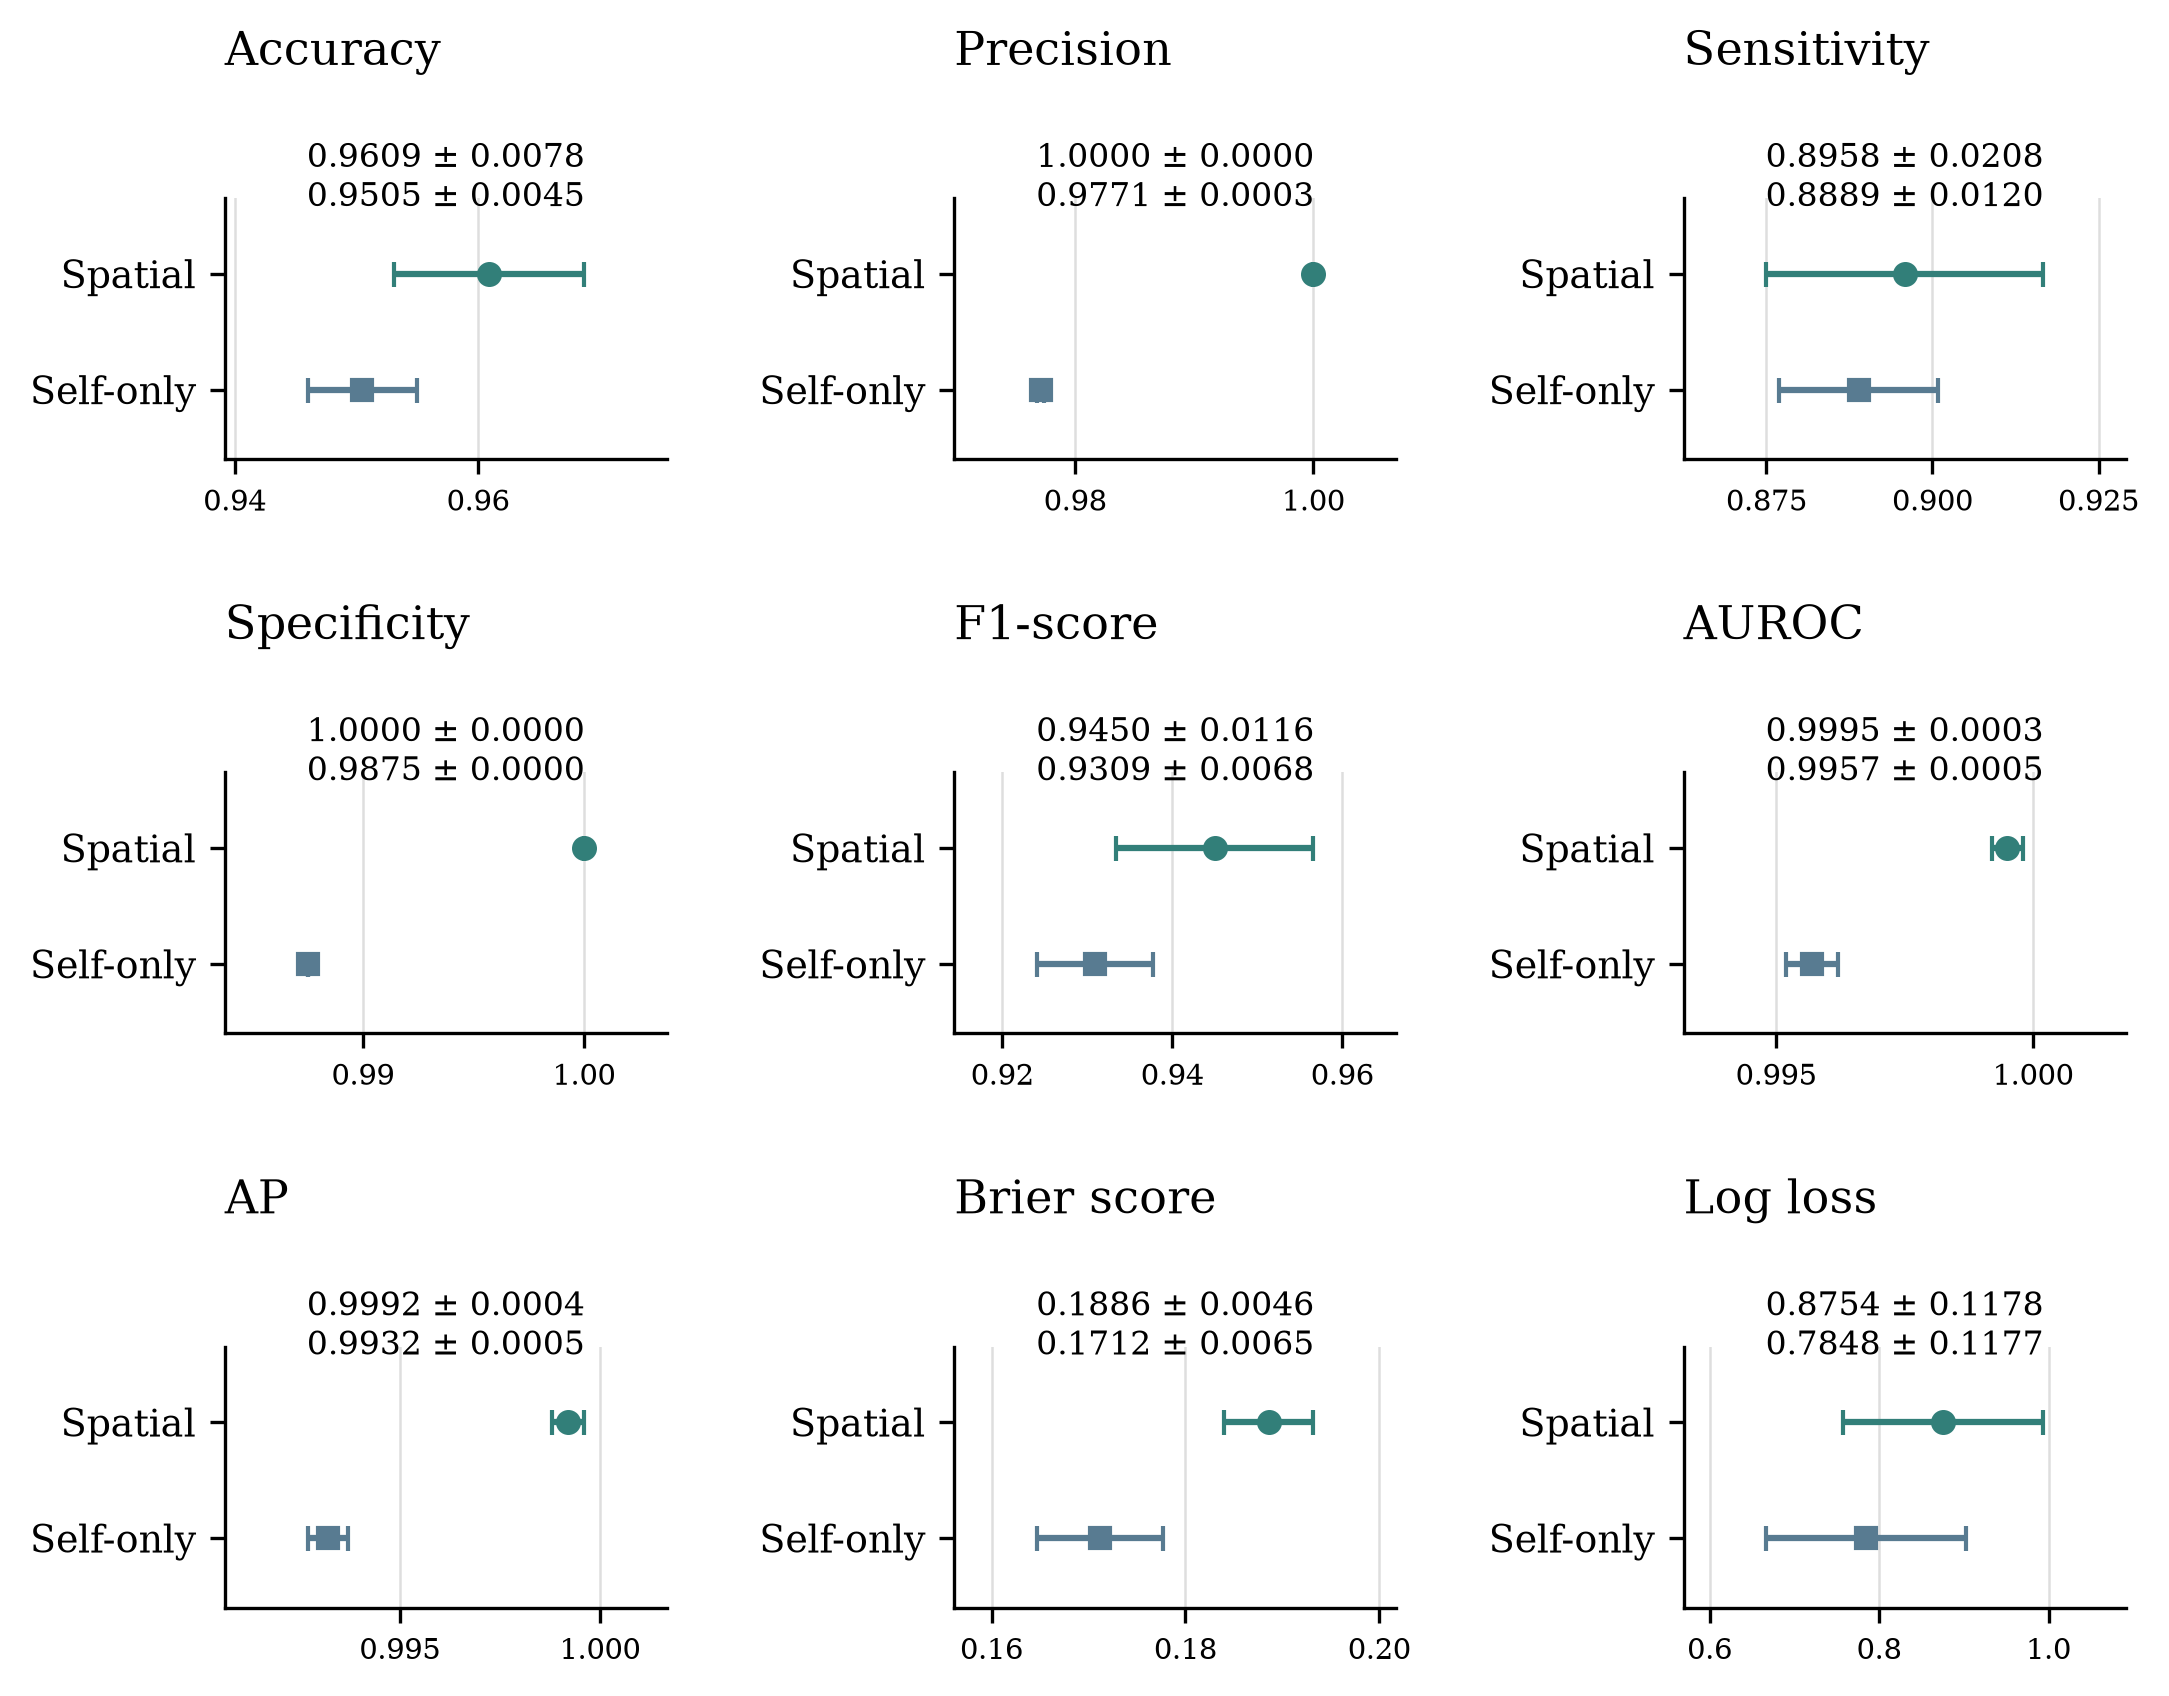 Accuracy
0.9609 ± 0.0078
0.9505 ± 0.0045
Spatial
Self-only
0.94 0.96
Precision
1.0000 ± 0.0000
0.9771 ± 0.0003
Spatial
Self-only
0.98 1.00
Sensitivity
0.8958 ± 0.0208
0.8889 ± 0.0120
Spatial
Self-only
0.875 0.900 0.925
Specificity
1.0000 ± 0.0000
0.9875 ± 0.0000
Spatial
Self-only
0.99 1.00
F1-score
0.9450 ± 0.0116
0.9309 ± 0.0068
Spatial
Self-only
0.92 0.94 0.96
AUROC
0.9995 ± 0.0003
0.9957 ± 0.0005
Spatial
Self-only
0.995 1.000
AP
0.9992 ± 0.0004
0.9932 ± 0.0005
Spatial
Self-only
0.995 1.000
Brier score
0.1886 ± 0.0046
0.1712 ± 0.0065
Spatial
Self-only
0.16 0.18 0.20
Log loss
0.8754 ± 0.1178
0.7848 ± 0.1177
Spatial
Self-only
0.6 0.8 1.0